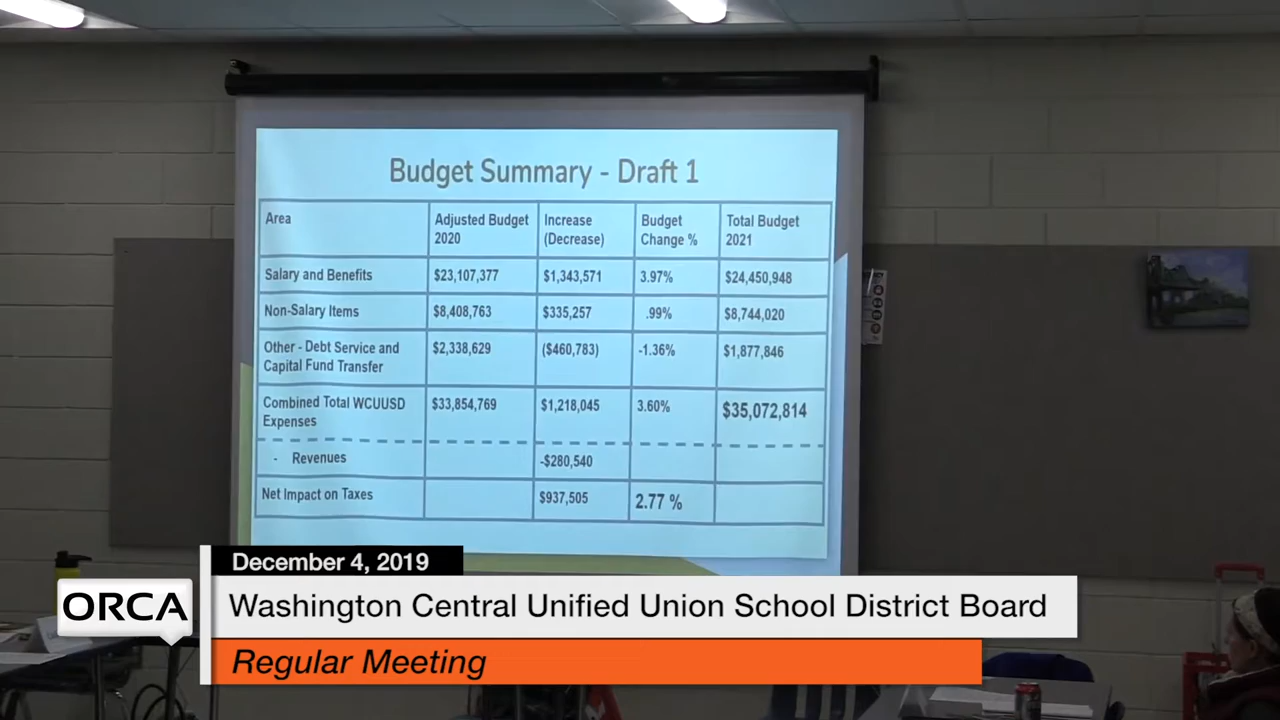 Budget Summary - Draft 1
Area
Adjusted Budget
2020
Increase
(Decrease)
Budget
Change %
Total Budget
2021
Salary and Benefits
$23,107,377
$1,343,571
3.97%
$24,450,948
Non-Salary Items
$8,408,763
$335,257
.99%
$8,744,020
Other - Debt Service and
Capital Fund Transfer
$2,338,629
($460,783)
-1.36%
$1,877,846
Combined Total WCUUSD
Expenses
$33,854,769
$1,218,045
3.60%
$35,072,814
- Revenues
-$280,540
Net Impact on Taxes
$937,505
2.77 %
December 4, 2019
ORCA
Washington Central Unified Union School District Board
Regular Meeting